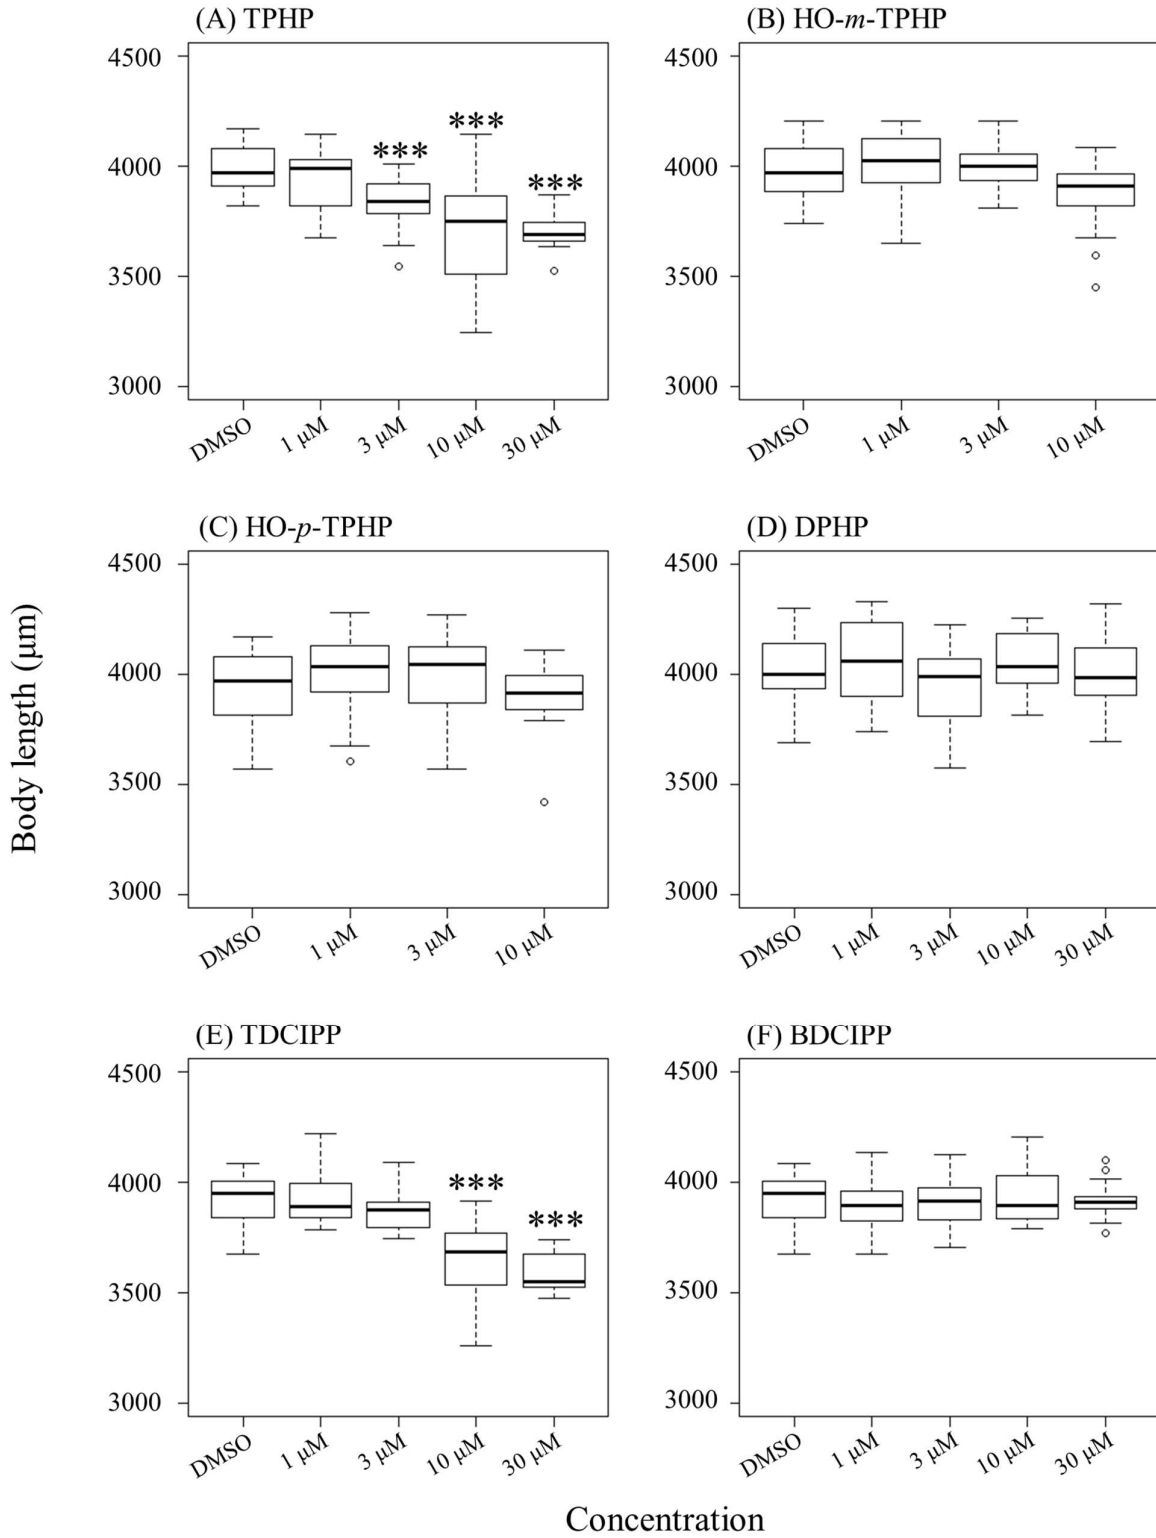 (A) TPHP
4500
4000
3500
3000
***
***
***
DMSO
1 µM
3 µM
10 µM
30 µM
(B) HO-m-TPHP
4500
4000
3500
3000
DMSO
1 µM
3 µM
10 µM
(C) HO-p-TPHP
4500
4000
3500
3000
DMSO
1 µM
3 µM
10 µM
(D) DPHP
4500
4000
3500
3000
DMSO
1 µM
3 µM
10 µM
30 µM
Body length (µm)
(E) TDCIPP
4500
4000
3500
3000
***
***
DMSO
1 µM
3 µM
10 µM
30 µM
(F) BDCIPP
4500
4000
3500
3000
DMSO
1 µM
3 µM
10 µM
30 µM
Concentration